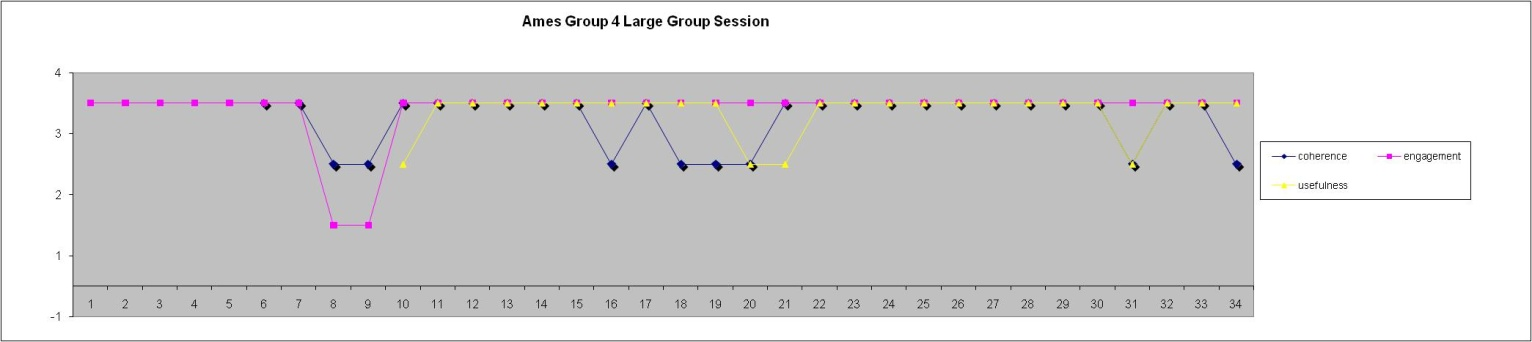 Ames Group 4 Large Group Session
4
3
2
1
-1
1 2 3 4 5 6 7 8 9 10 11 12 13 14 15 16 17 18 19 20 21 22 23 24 25 26 27 28 29 30 31 32 33 34
coherence engagement
usefulness